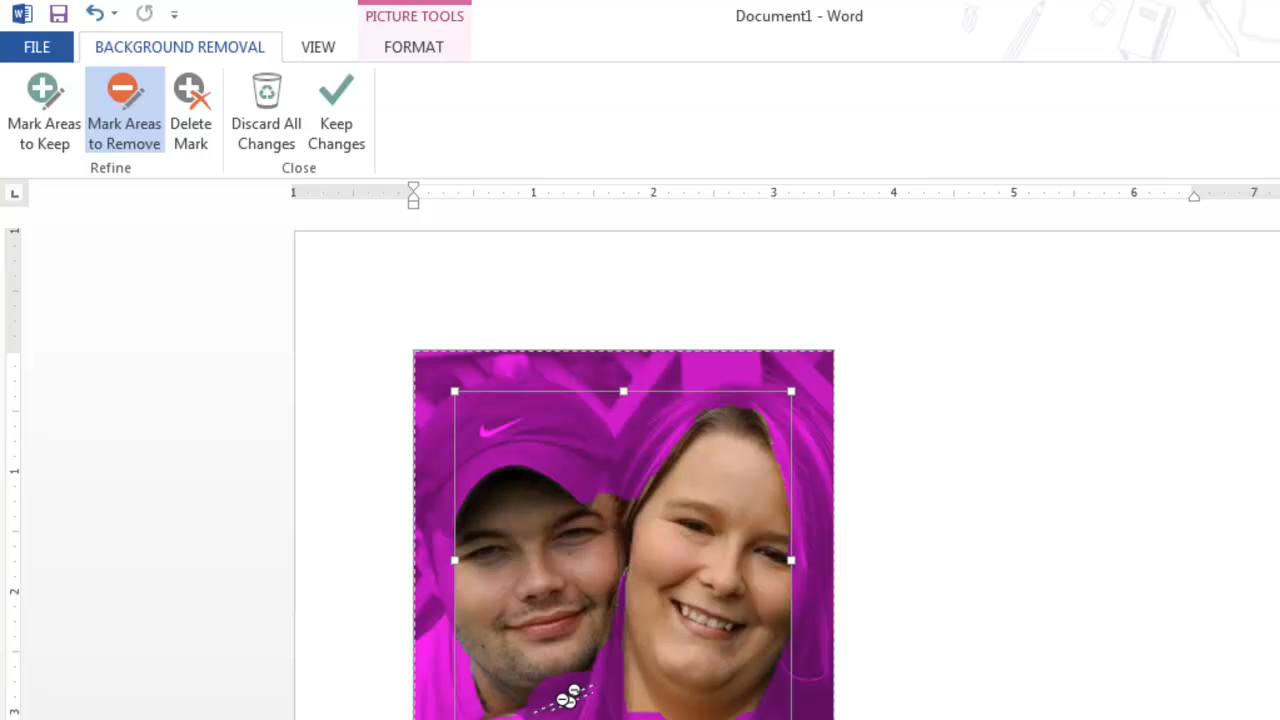 PICTURE TOOLS
Document1 - Word
FILE
BACKGROUND REMOVAL
VIEW
FORMAT
Mark Areas to Keep
Mark Areas to Remove
Delete Mark
Discard All Changes
Keep Changes
Refine
Close
1 1 2 3 4 5 6 7
1
1
2
3